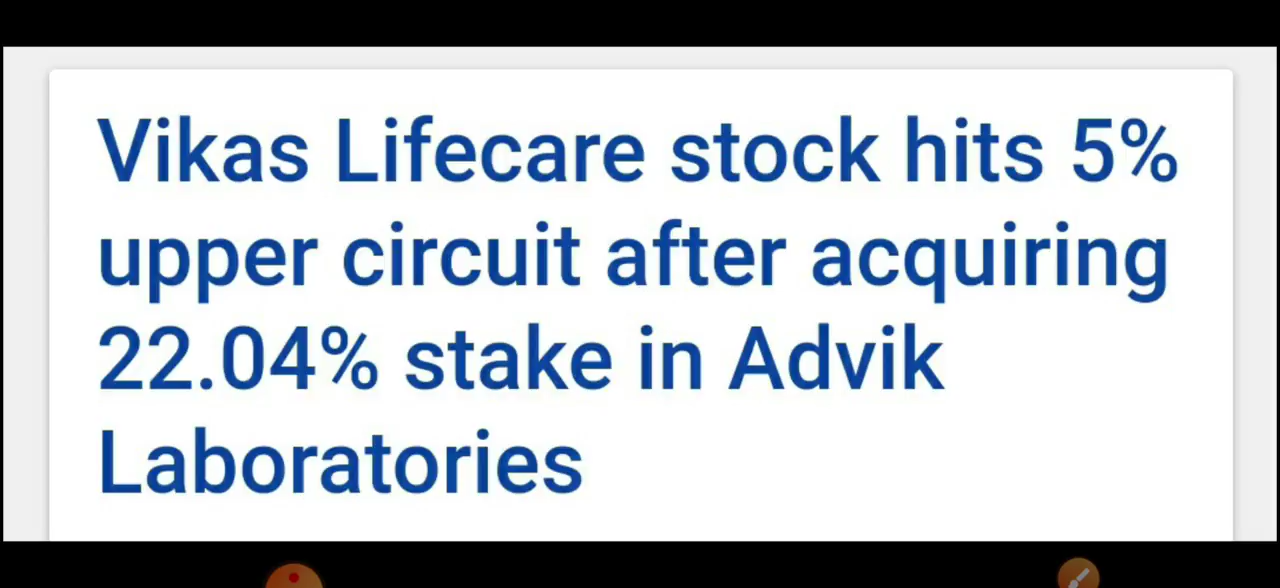 Vikas Lifecare stock hits 5%
upper circuit after acquiring
22.04% stake in Advik
Laboratories